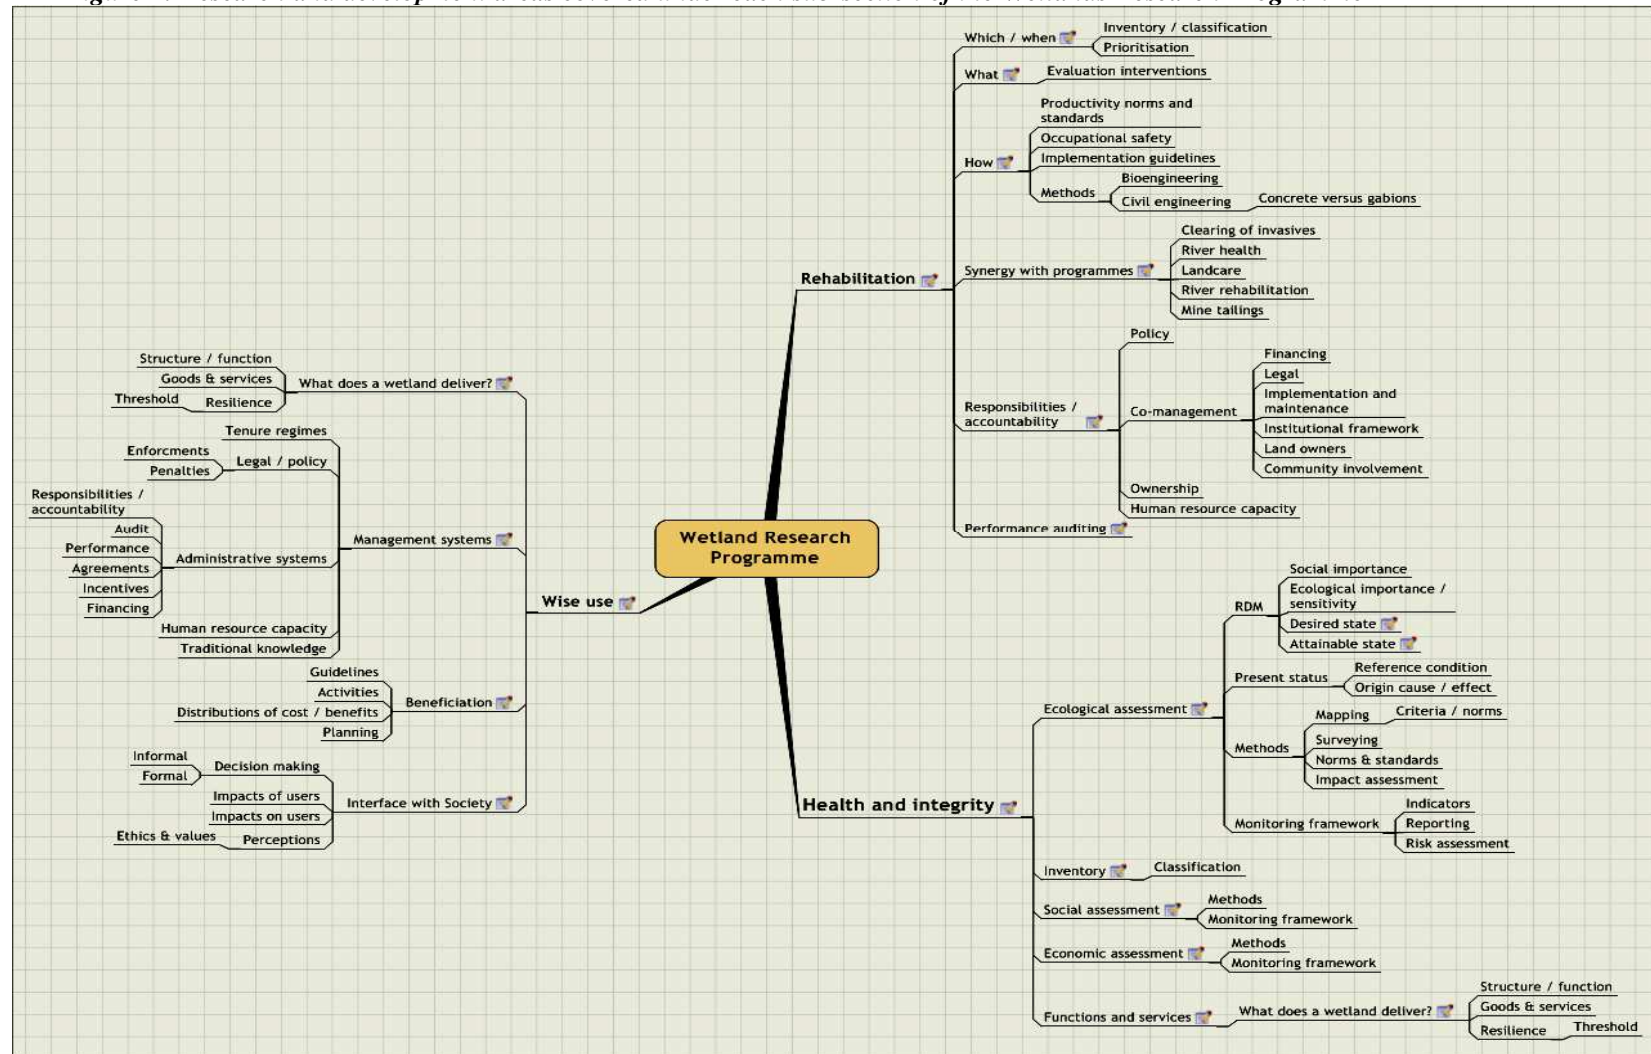 Wetland Research
Programme
Rehabilitation
Which / when
Inventory / classification
Prioritisation
What
Evaluation interventions
How
Productivity norms and
standards
Occupational safety
Implementation guidelines
Methods
Bioengineering
Civil engineering
Concrete versus gabions
Synergy with programmes
Clearing of invasives
River health
Landcare
River rehabilitation
Mine tailings
Responsibilities /
accountability
Policy
Co-management
Financing
Legal
Implementation and
maintenance
Institutional framework
Land owners
Community involvement
Ownership
Human resource capacity
Performance auditing
Health and integrity
Ecological assessment
RDM
Social importance
Ecological importance /
sensitivity
Desired state
Attainable state
Present status
Reference condition
Origin cause / effect
Methods
Mapping
Criteria / norms
Surveying
Norms & standards
Impact assessment
Monitoring framework
Indicators
Reporting
Risk assessment
Inventory
Classification
Social assessment
Methods
Monitoring framework
Economic assessment
Methods
Monitoring framework
Functions and services
What does a wetland deliver?
Structure / function
Goods & services
Resilience
Threshold
Wise use
What does a wetland deliver?
Structure / function
Goods & services
Resilience
Threshold
Management systems
Tenure regimes
Legal / policy
Enforcments
Penalties
Administrative systems
Responsibilities /
accountability
Audit
Performance
Agreements
Incentives
Financing
Human resource capacity
Traditional knowledge
Beneficiation
Guidelines
Activities
Distributions of cost / benefits
Planning
Interface with Society
Decision making
Informal
Formal
Impacts of users
Impacts on users
Perceptions
Ethics & values